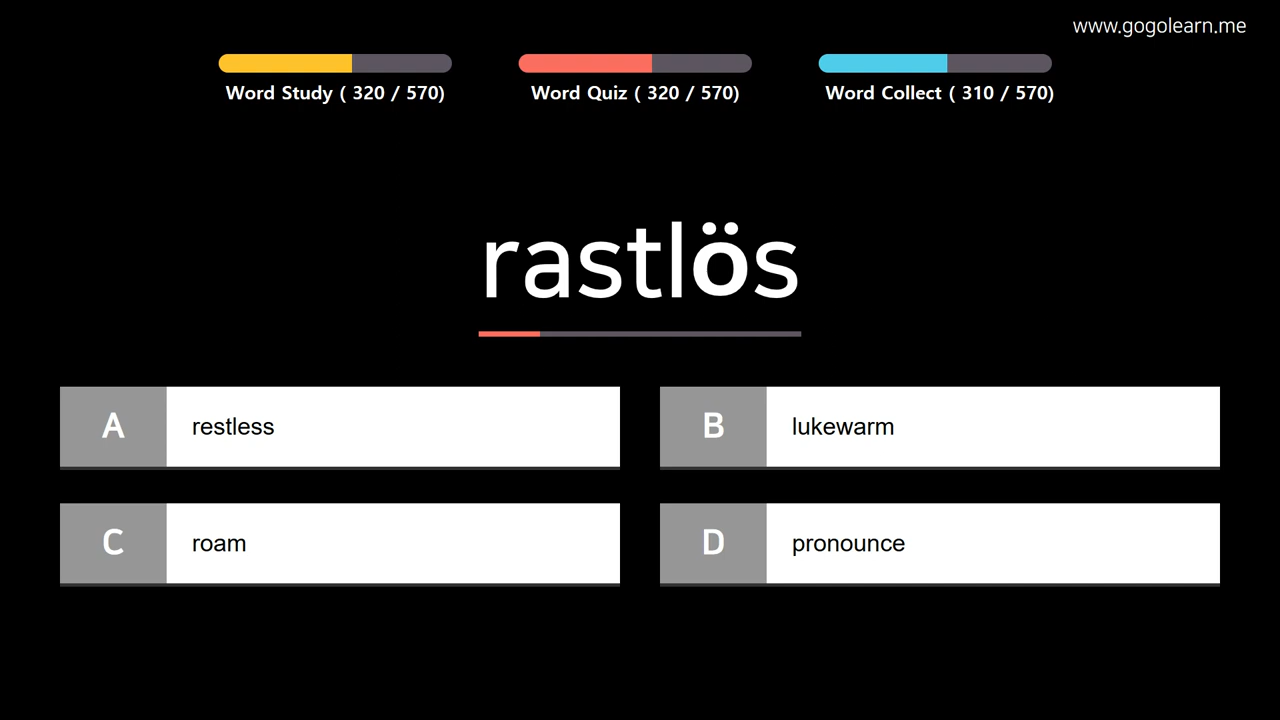 www.gogolearn.me
Word Study ( 320 / 570)
Word Quiz ( 320 / 570)
Word Collect ( 310 / 570)
rastlös
A restless
B lukewarm
C roam
D pronounce